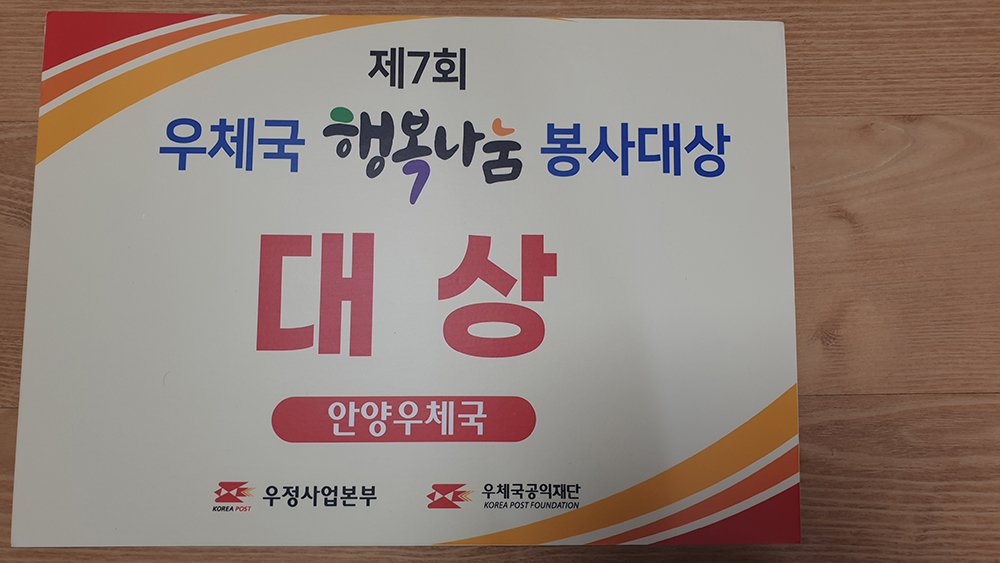 제7회
우체국 행복나눔 봉사대상
대상
안양우체국
우정사업본부
KOREA POST
우체국공익재단
KOREA POST FOUNDATION